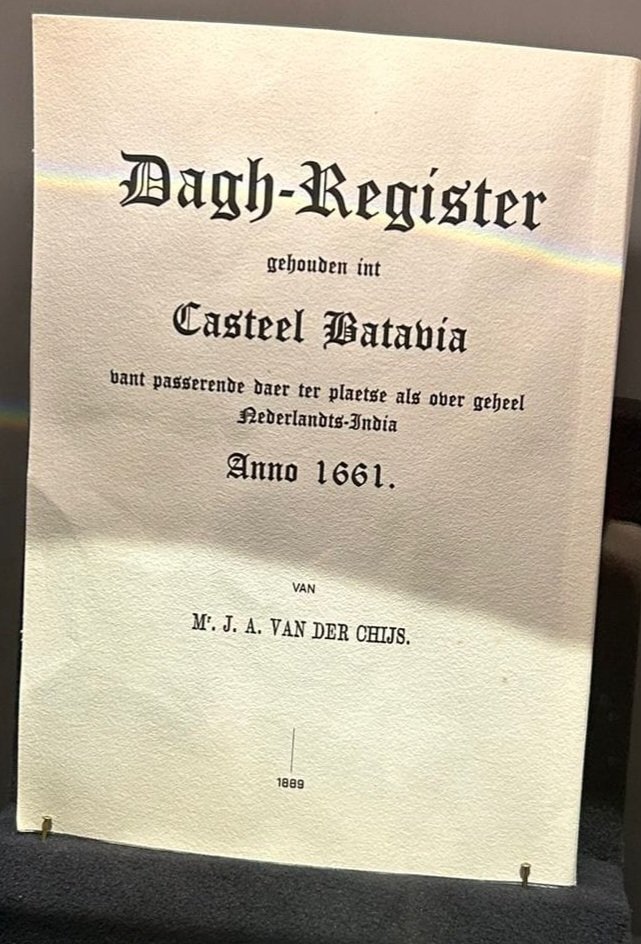 Dagh-Register
gehouden int
Casteel Batavia
vant passerende daer ter plaetse als over geheel
Nederlandts-India
Anno 1661.
VAN
Mr. J. A. VAN DER CHIJS.
1889